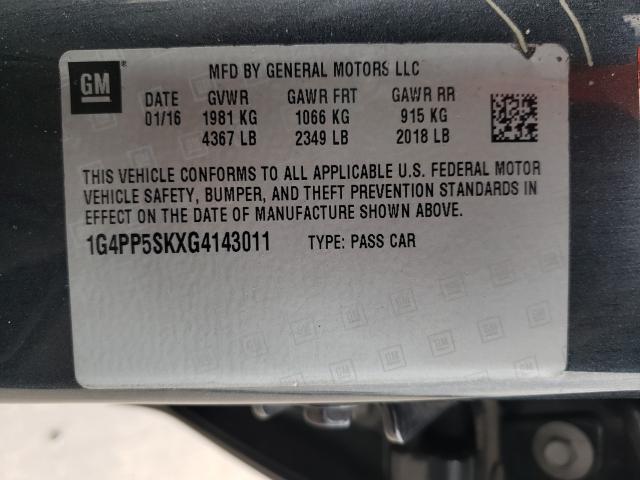 GM
MFD BY GENERAL MOTORS LLC
DATE GVWR GAWR FRT GAWR RR
01/16 1981 KG 1066 KG 915 KG
4367 LB 2349 LB 2018 LB
THIS VEHICLE CONFORMS TO ALL APPLICABLE U.S. FEDERAL MOTOR
VEHICLE SAFETY, BUMPER, AND THEFT PREVENTION STANDARDS IN
EFFECT ON THE DATE OF MANUFACTURE SHOWN ABOVE.
1G4PP5SKXG4143011 TYPE: PASS CAR